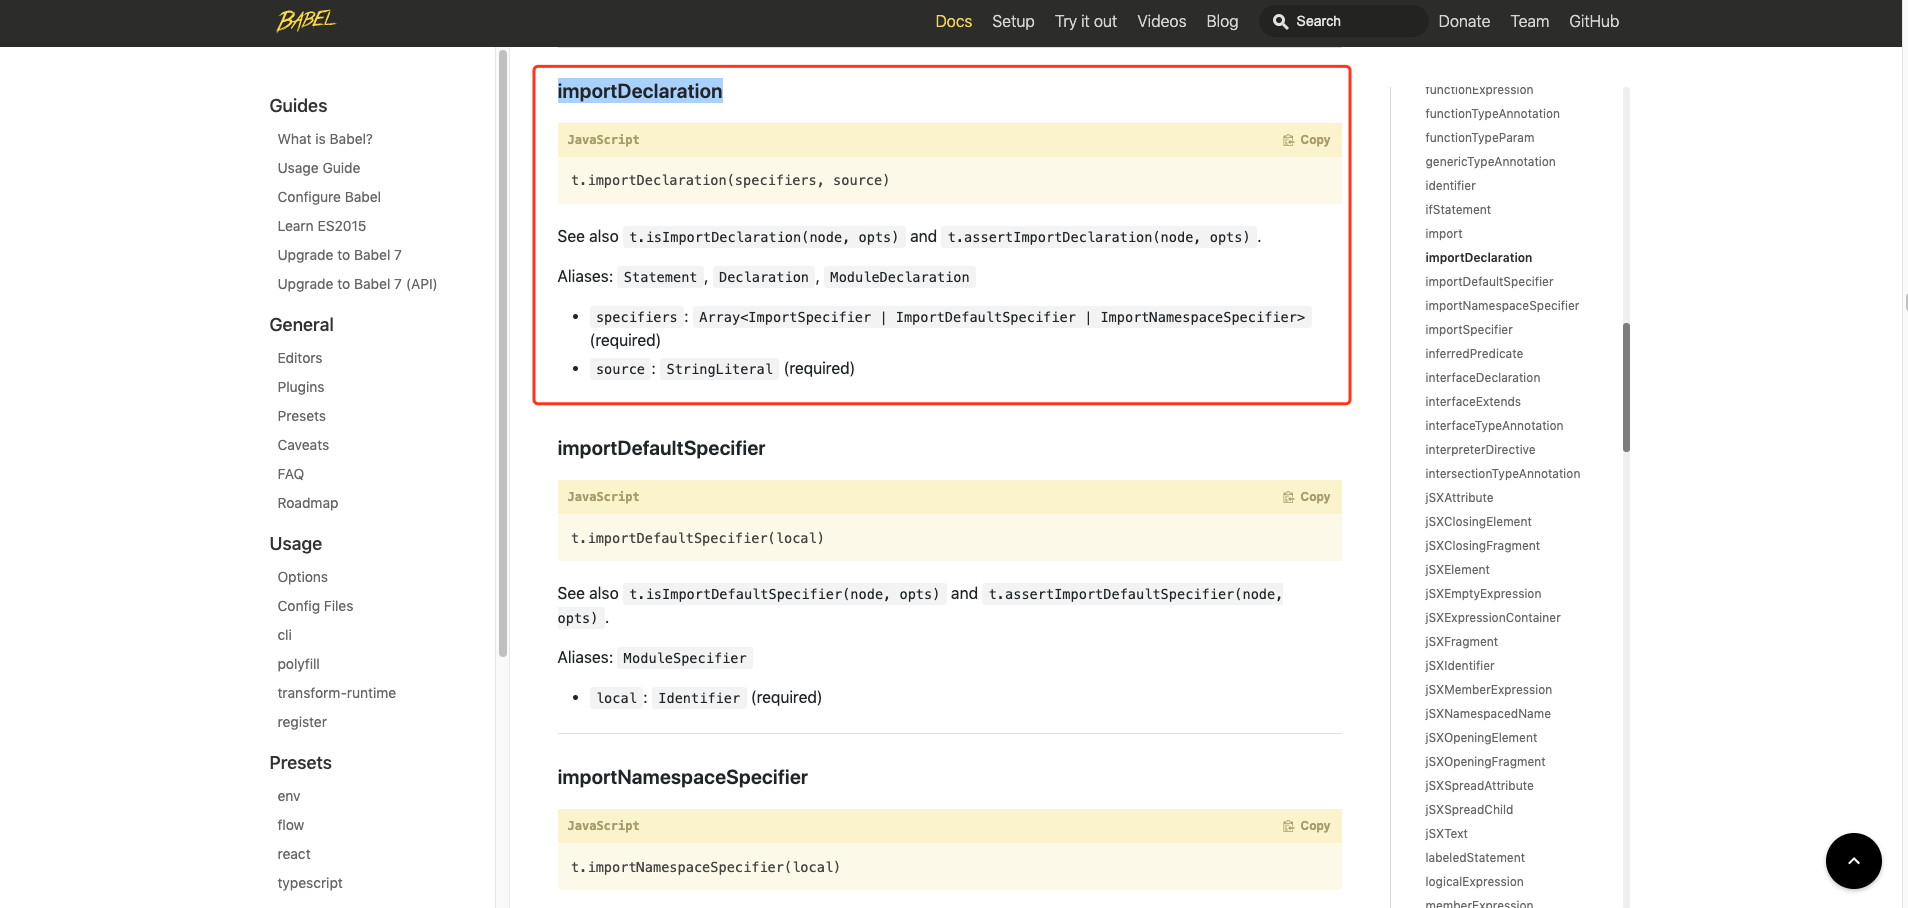 BABEL
Docs Setup Try it out Videos Blog Search Donate Team GitHub
Guides
What is Babel?
Usage Guide
Configure Babel
Learn ES2015
Upgrade to Babel 7
Upgrade to Babel 7 (API)
General
Editors
Plugins
Presets
Caveats
FAQ
Roadmap
Usage
Options
Config Files
cli
polyfill
transform-runtime
register
Presets
env
flow
react
typescript
importDeclaration
JavaScript Copy
t.importDeclaration(specifiers, source)
See also t.isImportDeclaration(node, opts) and t.assertImportDeclaration(node, opts) .
Aliases: Statement , Declaration , ModuleDeclaration
• specifiers : Array<ImportSpecifier | ImportDefaultSpecifier | ImportNamespaceSpecifier>
(required)
• source : StringLiteral (required)
importDefaultSpecifier
JavaScript Copy
t.importDefaultSpecifier(local)
See also t.isImportDefaultSpecifier(node, opts) and t.assertImportDefaultSpecifier(node,
opts) .
Aliases: ModuleSpecifier
• local : Identifier (required)
importNamespaceSpecifier
JavaScript Copy
t.importNamespaceSpecifier(local)
functionExpression
functionTypeAnnotation
functionTypeParam
genericTypeAnnotation
identifier
ifStatement
import
importDeclaration
importDefaultSpecifier
importNamespaceSpecifier
importSpecifier
inferredPredicate
interfaceDeclaration
interfaceExtends
interfaceTypeAnnotation
interpreterDirective
intersectionTypeAnnotation
jSXAttribute
jSXClosingElement
jSXClosingFragment
jSXElement
jSXEmptyExpression
jSXExpressionContainer
jSXFragment
jSXIdentifier
jSXMemberExpression
jSXNamespacedName
jSXOpeningElement
jSXOpeningFragment
jSXSpreadAttribute
jSXSpreadChild
jSXText
labeledStatement
logicalExpression
memberExpression